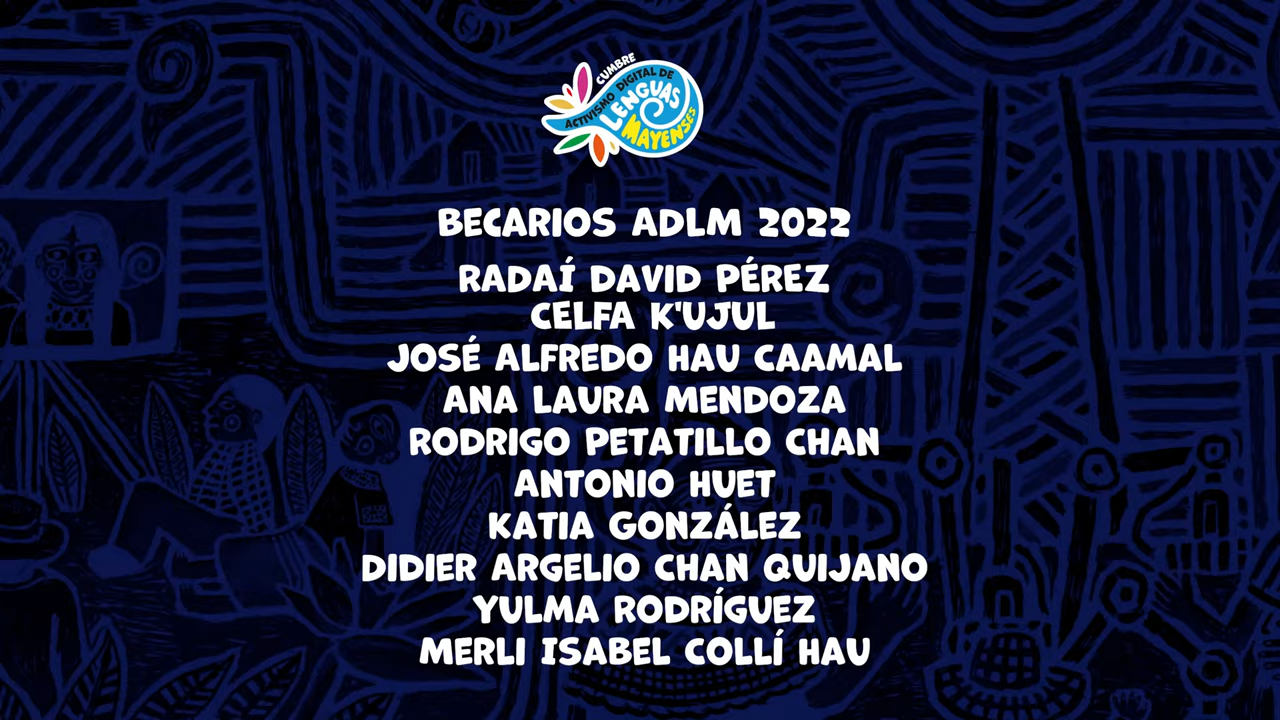 CUMBRE
ACTIVISMO DIGITAL DE
LENGUAS
MAYENSES
BECARIOS ADLM 2022
RADAÍ DAVID PÉREZ
CELFA K'UJUL
JOSÉ ALFREDO HAU CAAMAL
ANA LAURA MENDOZA
RODRIGO PETATILLO CHAN
ANTONIO HUET
KATIA GONZÁLEZ
DIDIER ARGELIO CHAN QUIJANO
YULMA RODRÍGUEZ
MERLI ISABEL COLLÍ HAU